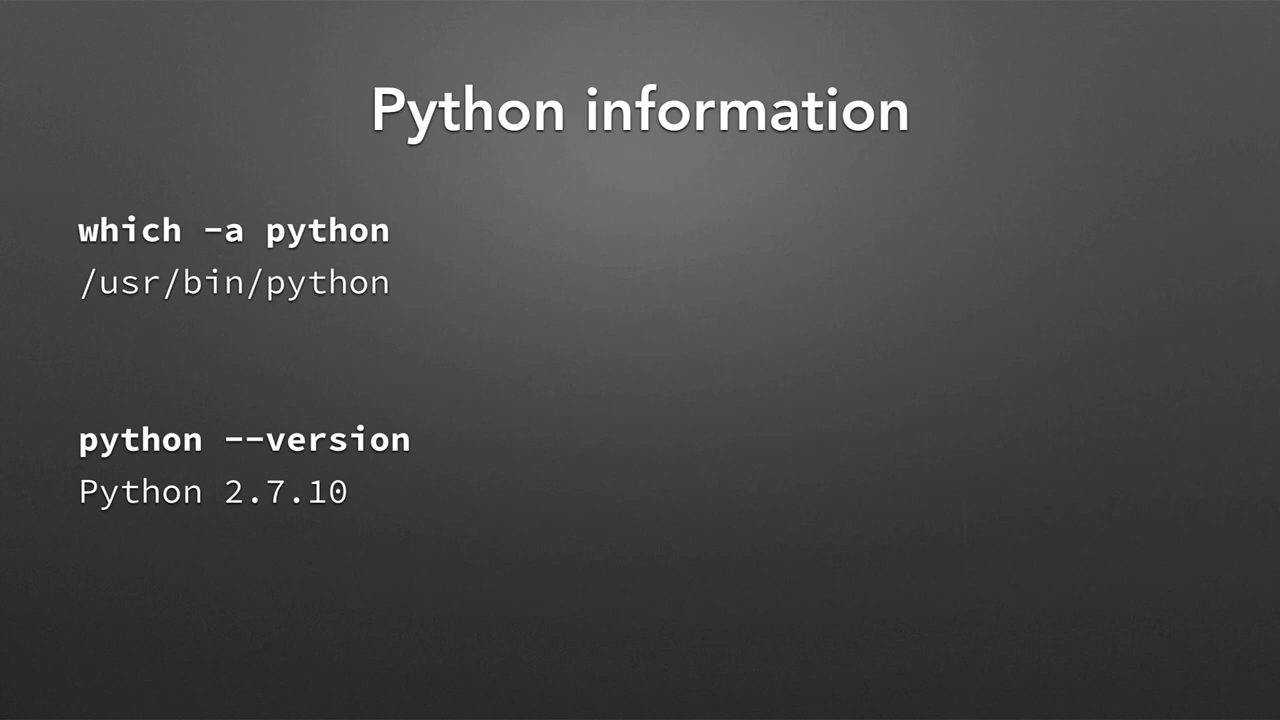 Python information
which -a python
/usr/bin/python
python --version
Python 2.7.10